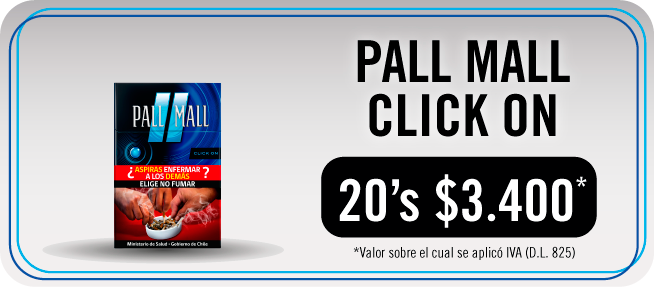 PALL MALL
CLICK ON
20's $3.400*
*Valor sobre el cual se aplicó IVA (D.L. 825)
PALL MALL
CLICK ON
¿ ASPIRAS ENFERMAR
A LOS DEMÁS ?
ELIGE NO FUMAR
Ministerio de Salud - Gobierno de Chile